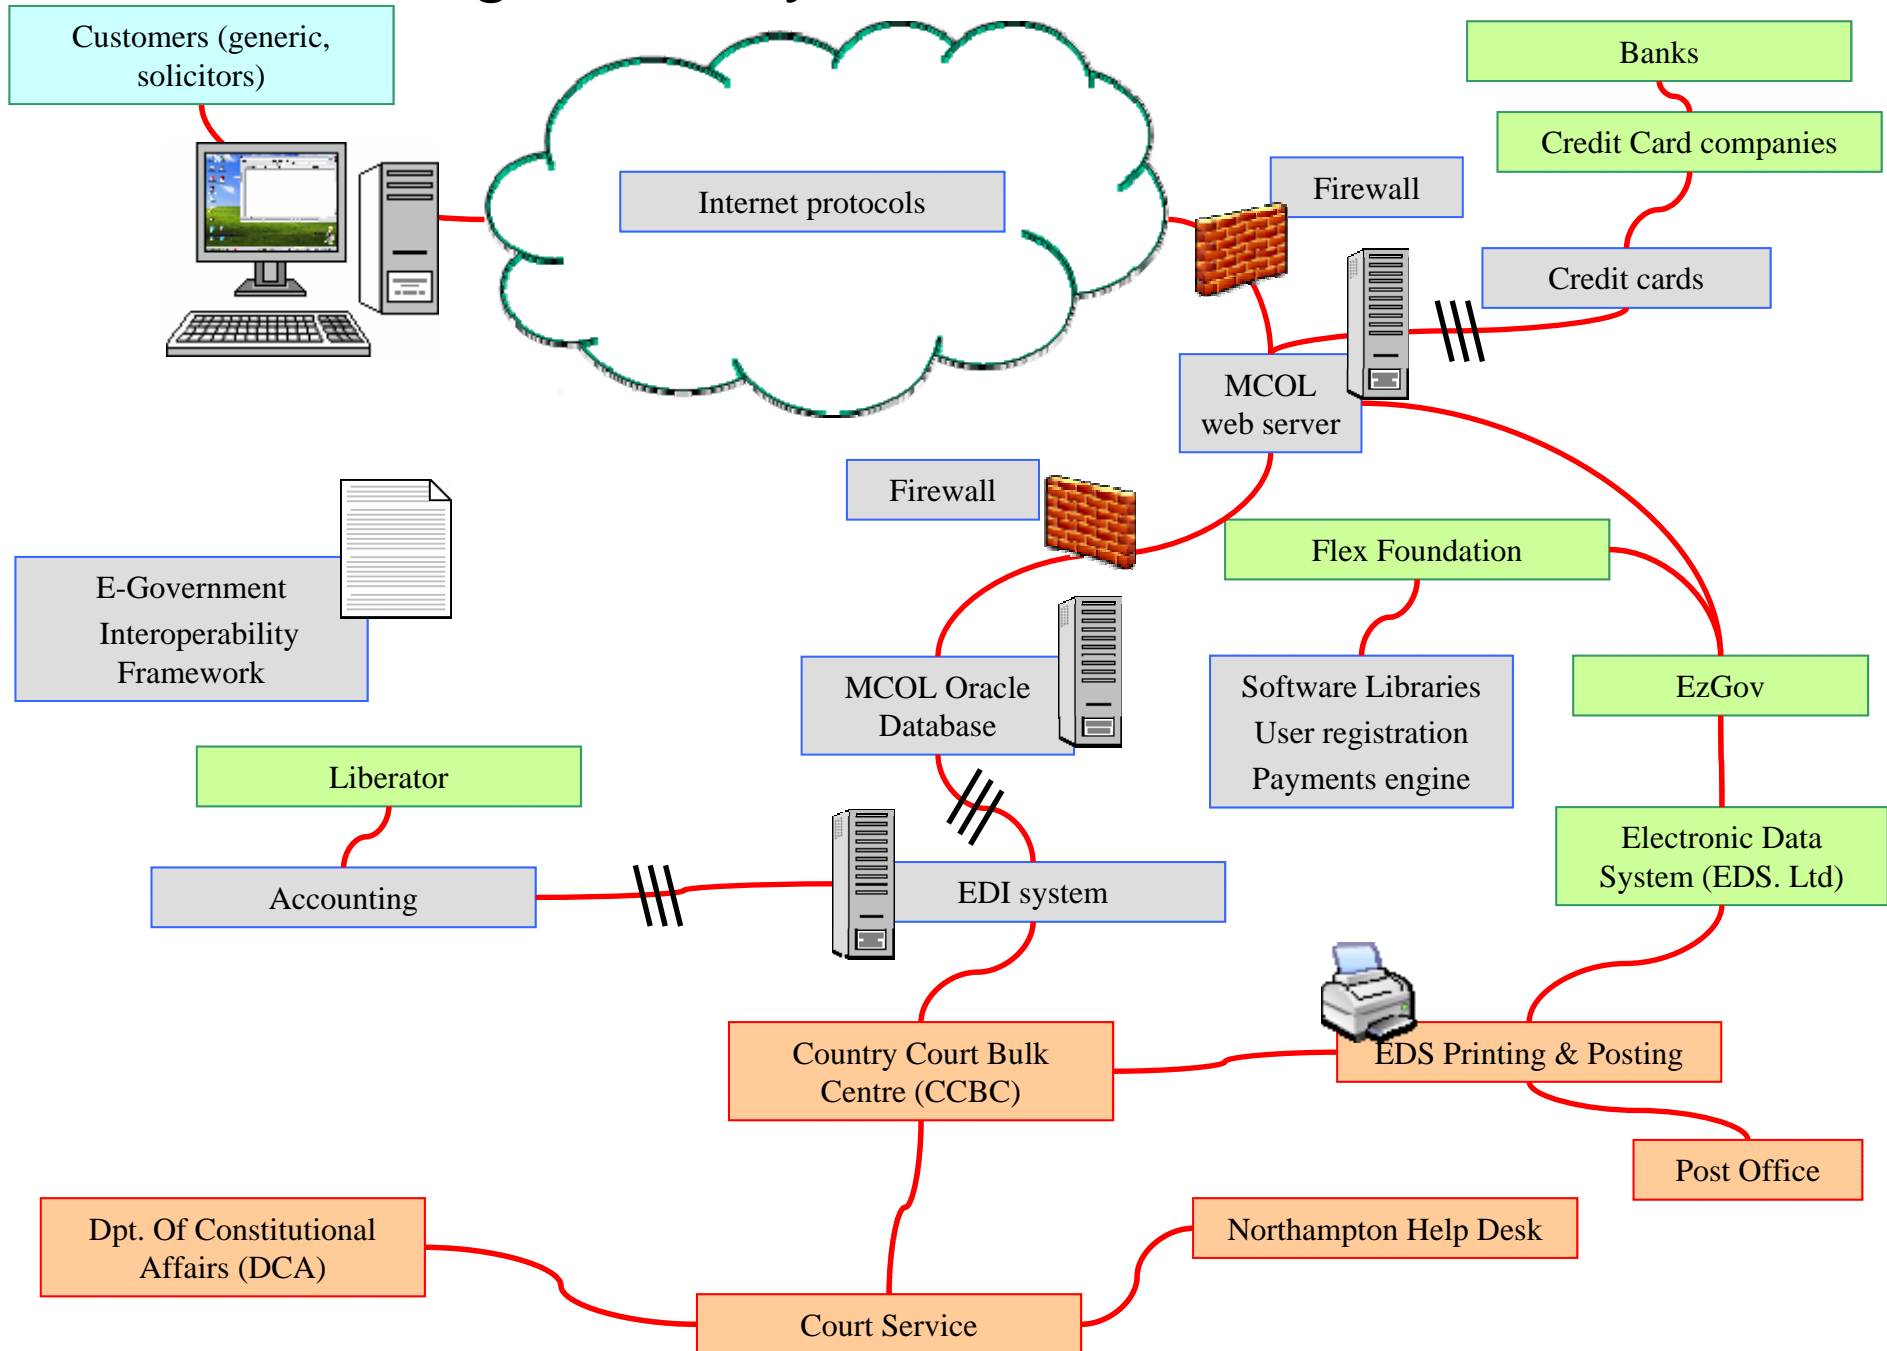 Customers (generic,
solicitors)
Banks
Credit Card companies
Internet protocols
Firewall
Credit cards
MCOL
web server
Firewall
Flex Foundation
E-Government
Interoperability
Framework
MCOL Oracle
Database
Software Libraries
User registration
Payments engine
EzGov
Liberator
Electronic Data
System (EDS. Ltd)
Accounting
EDI system
Country Court Bulk
Centre (CCBC)
EDS Printing & Posting
Post Office
Dpt. Of Constitutional
Affairs (DCA)
Northampton Help Desk
Court Service